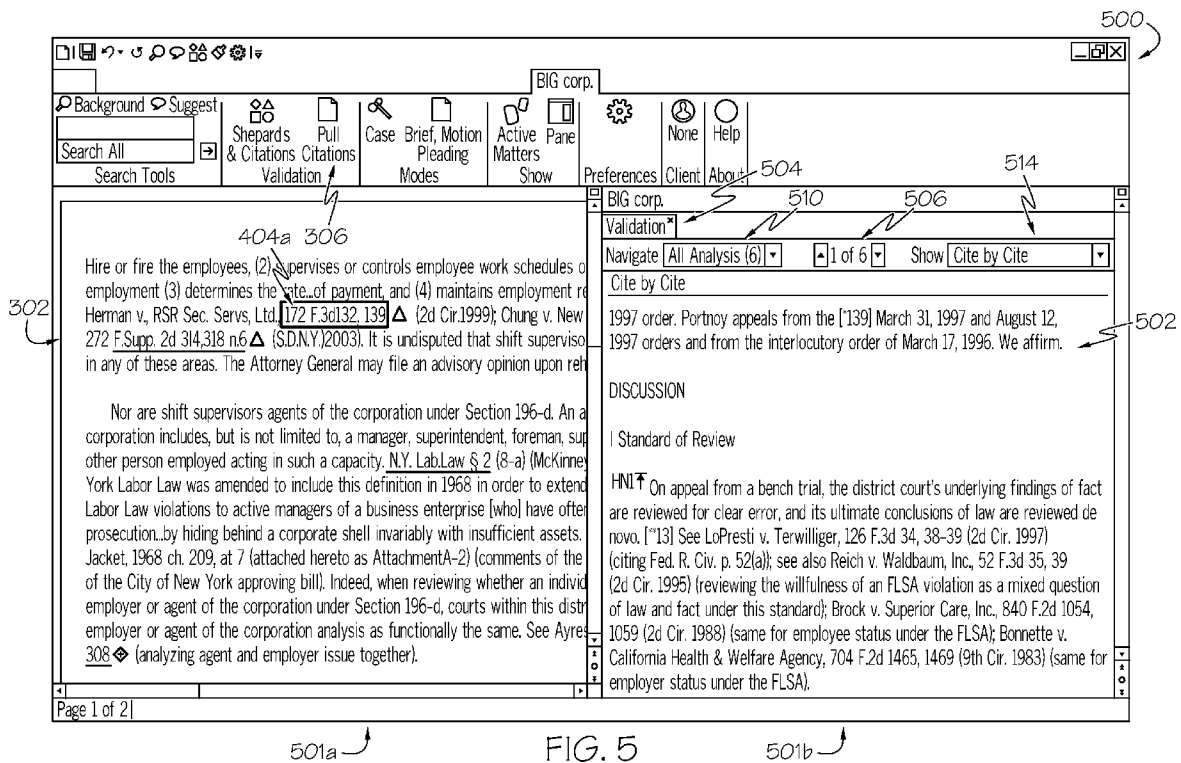 500
BIG corp.
Background Suggest
Search All
Search Tools
Shepards & Citations
Pull Citations
Validation
Case
Brief, Motion Pleading
Modes
Active Matters
Pane
Show
Preferences
None
Client
Help
About
504
514
BIG corp.
510
506
Validation x
Navigate All Analysis (6) 1 of 6 Show Cite by Cite
Cite by Cite
404a 306
302
Hire or fire the employees, (2) supervises or controls employee work schedules o
employment (3) determines the rate...of payment, and (4) maintains employment re
Herman v., RSR Sec. Servs, Ltd. 172 F.3d132, 139 (2d Cir.1999); Chung v. New
272 F.Supp. 2d 3l4,318 n.6 (S.D.N.Y.)2003). It is undisputed that shift superviso
in any of these areas. The Attorney General may file an advisory opinion upon reh
Nor are shift supervisors agents of the corporation under Section 196-d. An a
corporation includes, but is not limited to, a manager, superintendent, foreman, sup
other person employed acting in such a capacity. N.Y. Lab.Law § 2 (8-a) (McKinney
York Labor Law was amended to include this definition in 1968 in order to extend
Labor Law violations to active managers of a business enterprise [who] have often
prosecution..by hiding behind a corporate shell invariably with insufficient assets.
Jacket, 1968 ch. 209, at 7 (attached hereto as AttachmentA-2) (comments of the
of the City of New York approving bill). Indeed, when reviewing whether an individ
employer or agent of the corporation under Section 196-d, courts within this distr
employer or agent of the corporation analysis as functionally the same. See Ayres
308 (analyzing agent and employer issue together).
Page 1 of 2
1997 order. Portnoy appeals from the [*139] March 31, 1997 and August 12,
1997 orders and from the interlocutory order of March 17, 1996. We affirm.
502
DISCUSSION
I Standard of Review
HN1 On appeal from a bench trial, the district court's underlying findings of fact
are reviewed for clear error, and its ultimate conclusions of law are reviewed de
novo. [**13] See LoPresti v. Terwilliger, 126 F.3d 34, 38-39 (2d Cir. 1997)
(citing Fed. R. Civ. p. 52(a)); see also Reich v. Waldbaum, Inc., 52 F.3d 35, 39
(2d Cir. 1995) (reviewing the willfulness of an FLSA violation as a mixed question
of law and fact under this standard); Brock v. Superior Care, Inc., 840 F.2d 1054,
1059 (2d Cir. 1988) (same for employee status under the FLSA); Bonnette v.
California Health & Welfare Agency, 704 F.2d 1465, 1469 (9th Cir. 1983) (same for
employer status under the FLSA).
501a FIG. 5 501b